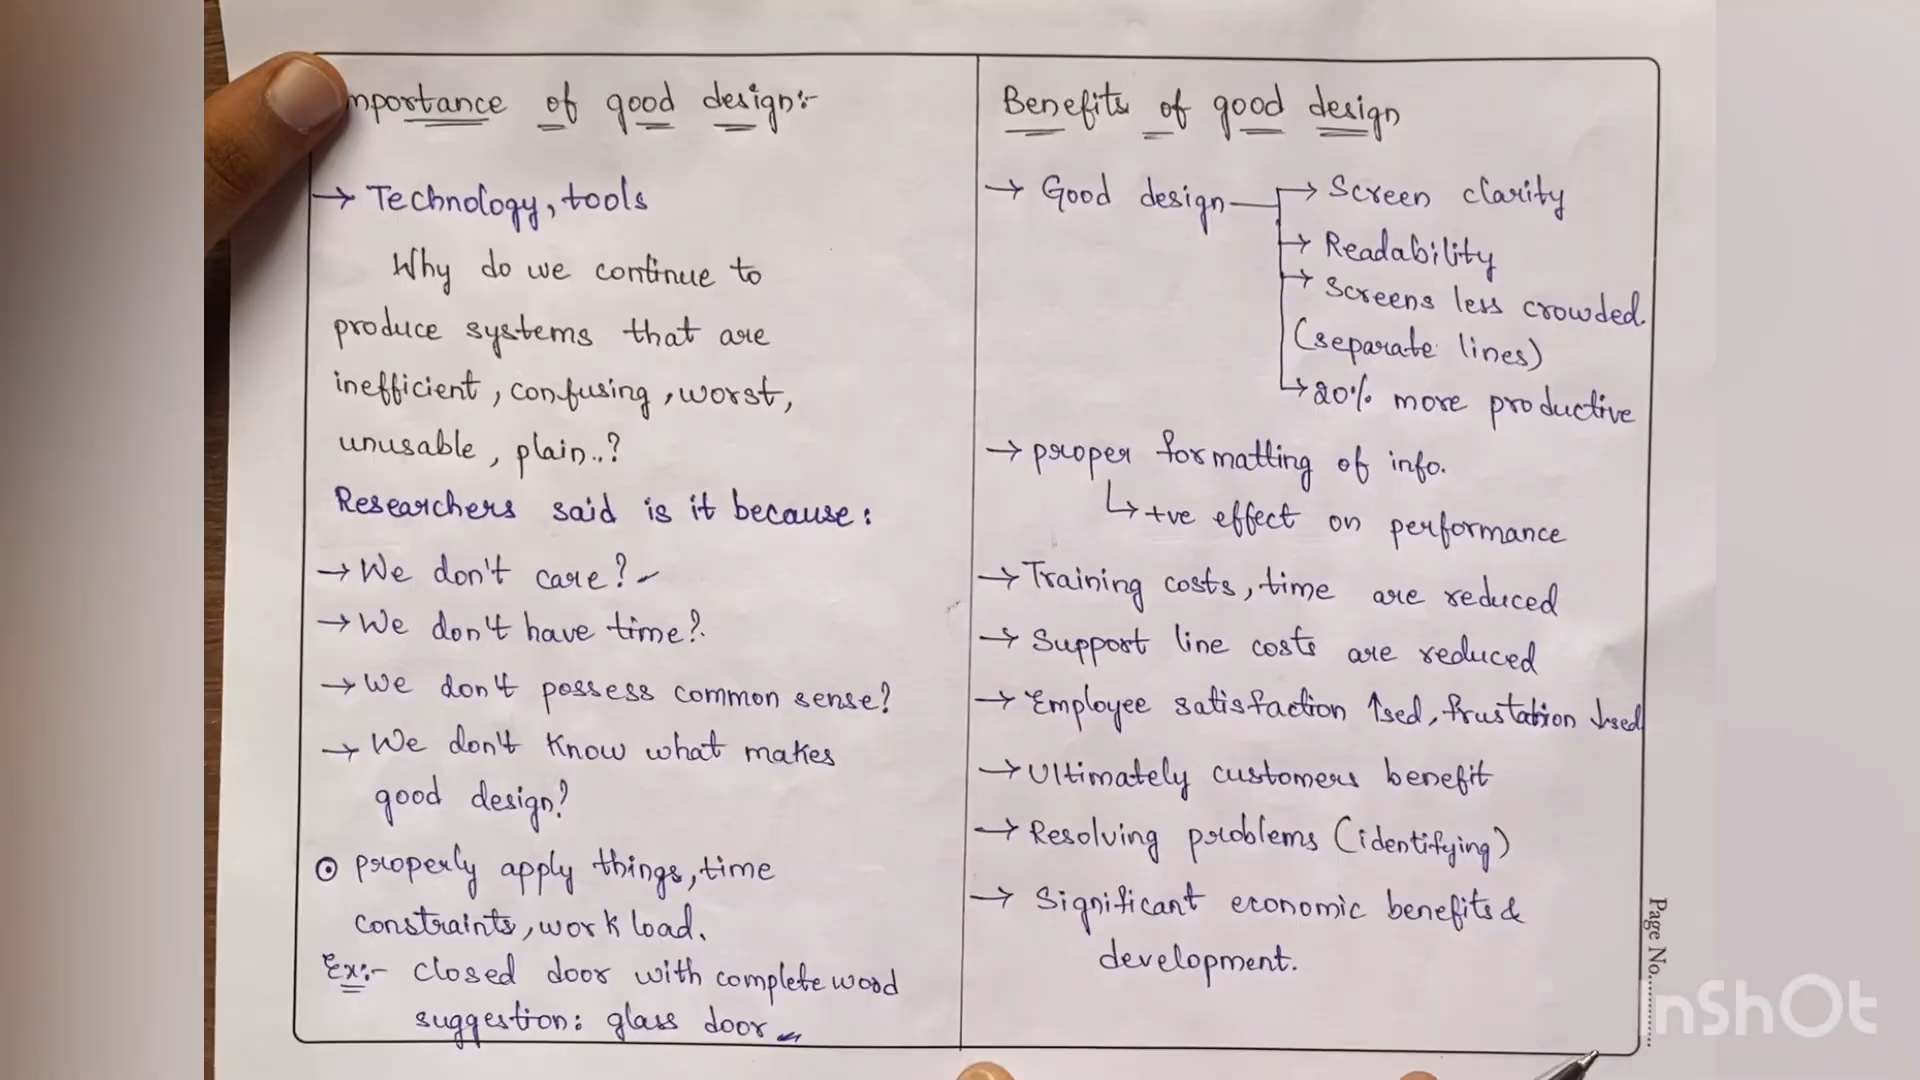 mportance of good design:-
→ Technology, tools
Why do we continue to
produce systems that are
inefficient, confusing, worst,
unusable, plain..?
Researchers said is it because:
→ We don't care?
→ We don't have time?
→ We don't possess common sense?
→ We don't know what makes
good design?
⊙ properly apply things, time
constraints, work load.
Ex:- closed door with complete wood
suggestion: glass door
Benefits of good design
→ Good design → Screen clarity
→ Readability
→ Screens less crowded.
(separate lines)
→ 20% more productive
→ proper formatting of info.
↳ +ve effect on performance
→ Training costs, time are reduced
→ Support line costs are reduced
→ Employee satisfaction ↑sed, frustation ↓sed
→ Ultimately customers benefit
→ Resolving problems (identifying)
→ Significant economic benefits &
development.
Page No..........
nShOt